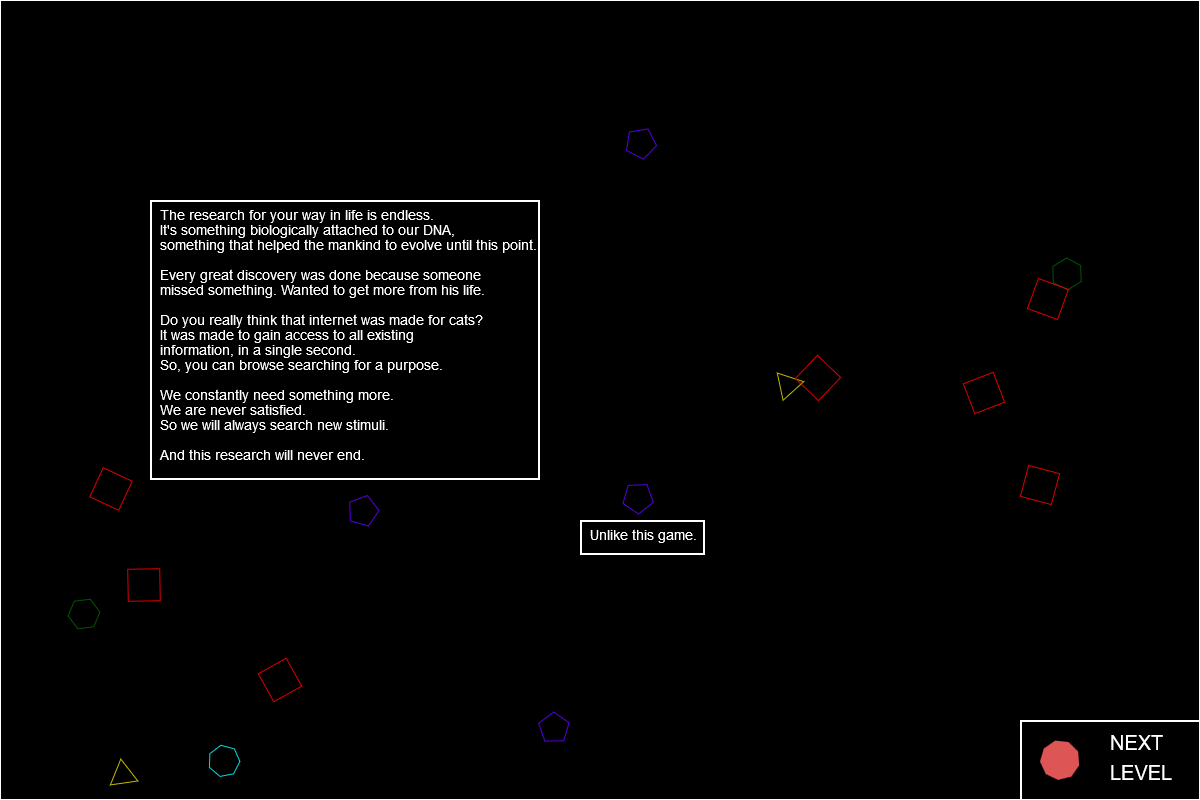 The research for your way in life is endless.
It's something biologically attached to our DNA,
something that helped the mankind to evolve until this point.
Every great discovery was done because someone
missed something. Wanted to get more from his life.
Do you really think that internet was made for cats?
It was made to gain access to all existing
information, in a single second.
So, you can browse searching for a purpose.
We constantly need something more.
We are never satisfied.
So we will always search new stimuli.
And this research will never end.
Unlike this game.
NEXT
LEVEL